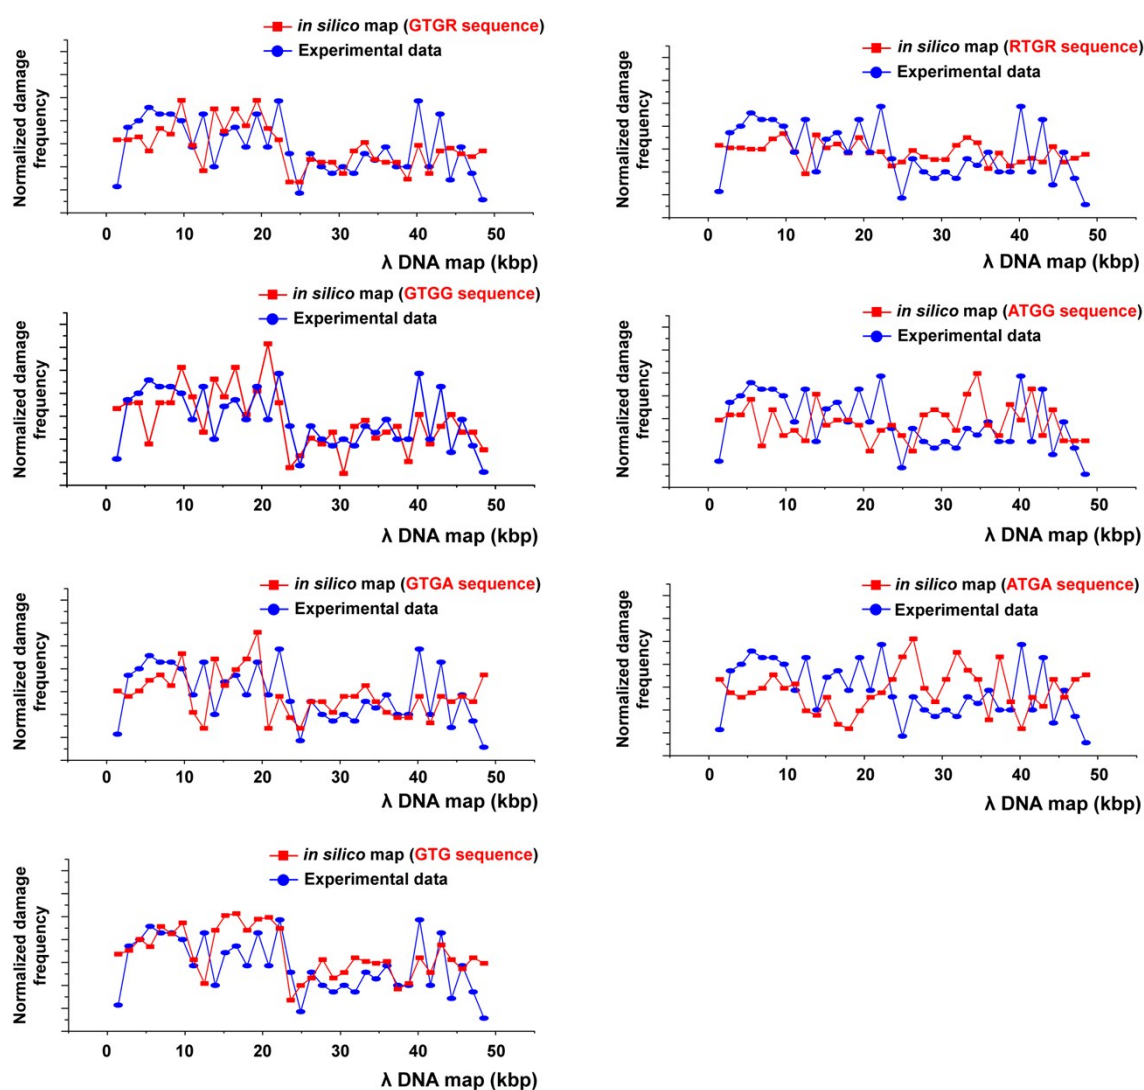 in silico map (GTGR sequence)
Experimental data
Normalized damage
frequency
0 10 20 30 40 50
λ DNA map (kbp)
in silico map (RTGR sequence)
Experimental data
Normalized damage
frequency
0 10 20 30 40 50
λ DNA map (kbp)
in silico map (GTGG sequence)
Experimental data
Normalized damage
frequency
0 10 20 30 40 50
λ DNA map (kbp)
in silico map (ATGG sequence)
Experimental data
Normalized damage
frequency
0 10 20 30 40 50
λ DNA map (kbp)
in silico map (GTGA sequence)
Experimental data
Normalized damage
frequency
0 10 20 30 40 50
λ DNA map (kbp)
in silico map (ATGA sequence)
Experimental data
Normalized damage
frequency
0 10 20 30 40 50
λ DNA map (kbp)
in silico map (GTG sequence)
Experimental data
Normalized damage
frequency
0 10 20 30 40 50
λ DNA map (kbp)